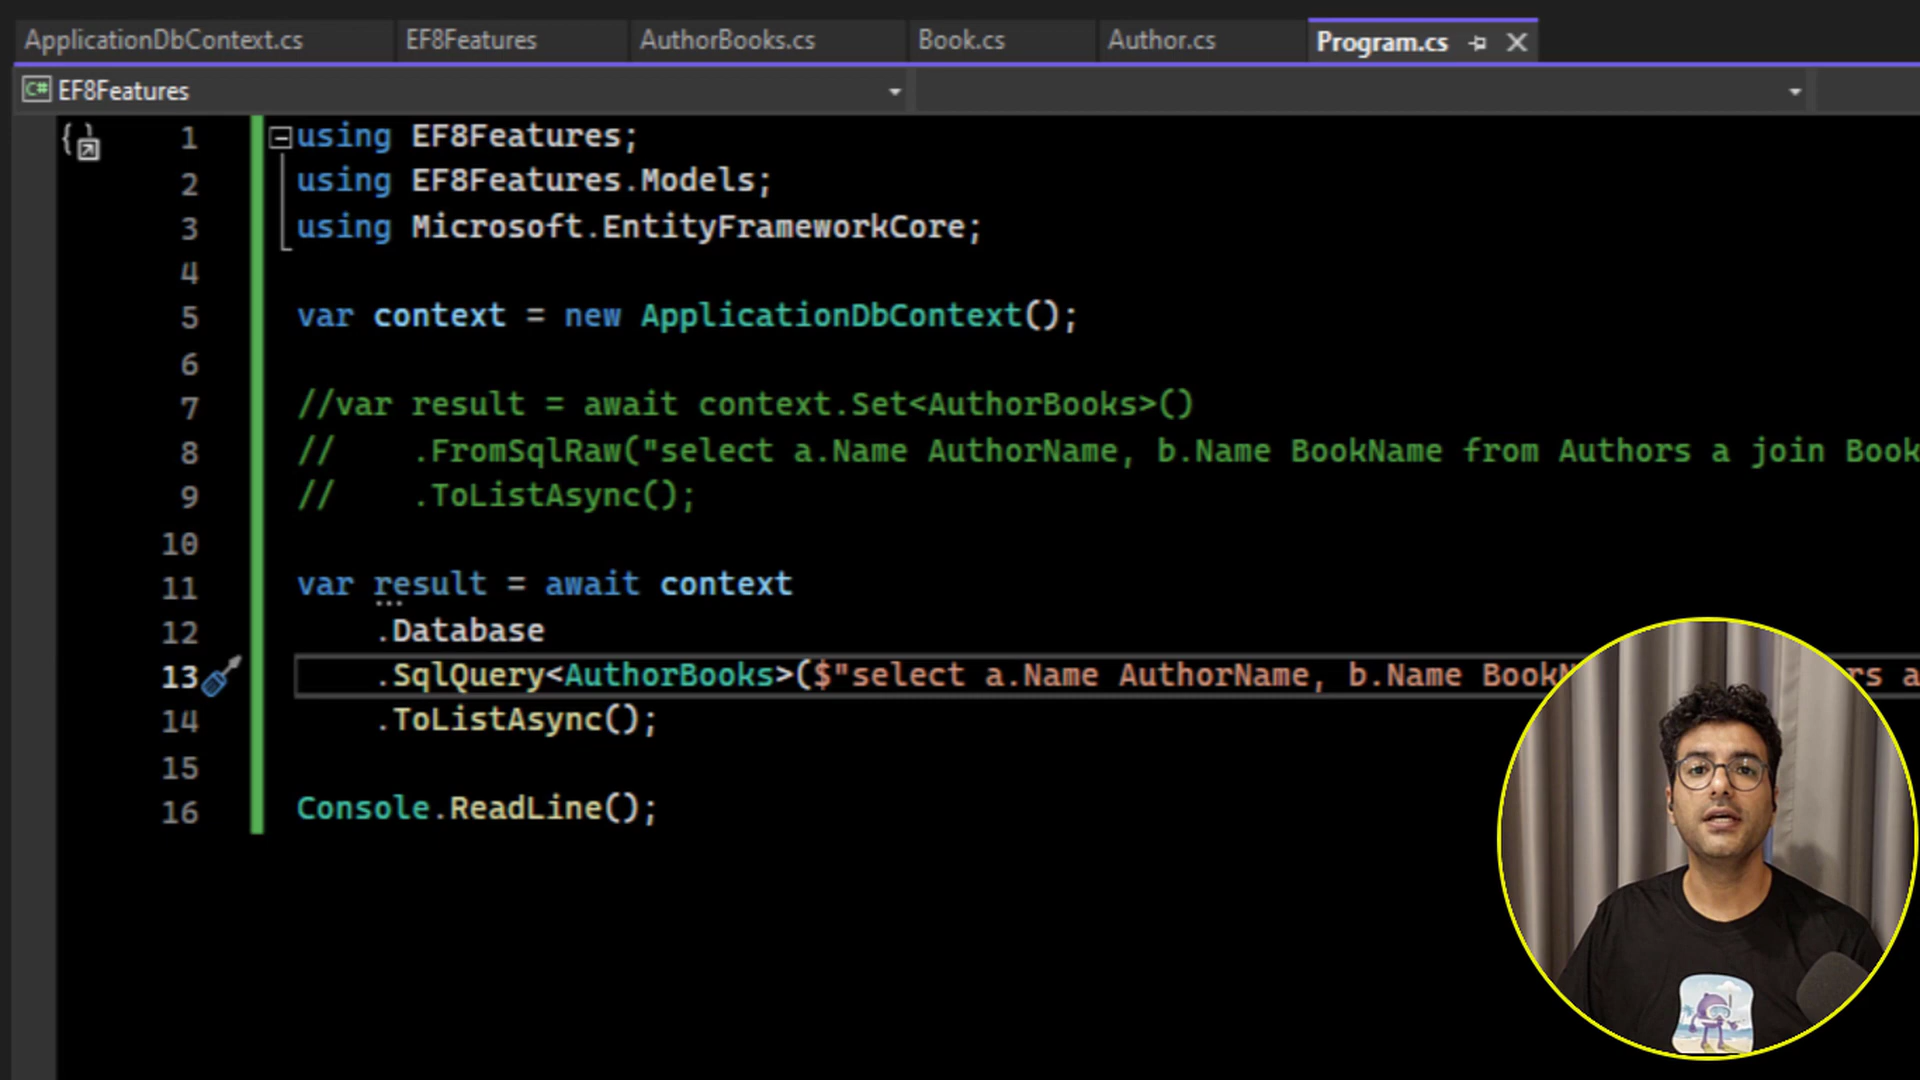 ApplicationDbContext.cs EF8Features AuthorBooks.cs Book.cs Author.cs Program.cs
C# EF8Features
1 using EF8Features;
2 using EF8Features.Models;
3 using Microsoft.EntityFrameworkCore;
4
5 var context = new ApplicationDbContext();
6
7 //var result = await context.Set<AuthorBooks>()
8 // .FromSqlRaw("select a.Name AuthorName, b.Name BookName from Authors a join Book
9 // .ToListAsync();
10
11 var result = await context
12 .Database
13 .SqlQuery<AuthorBooks>($"select a.Name AuthorName, b.Name Book rs a
14 .ToListAsync();
15
16 Console.ReadLine();